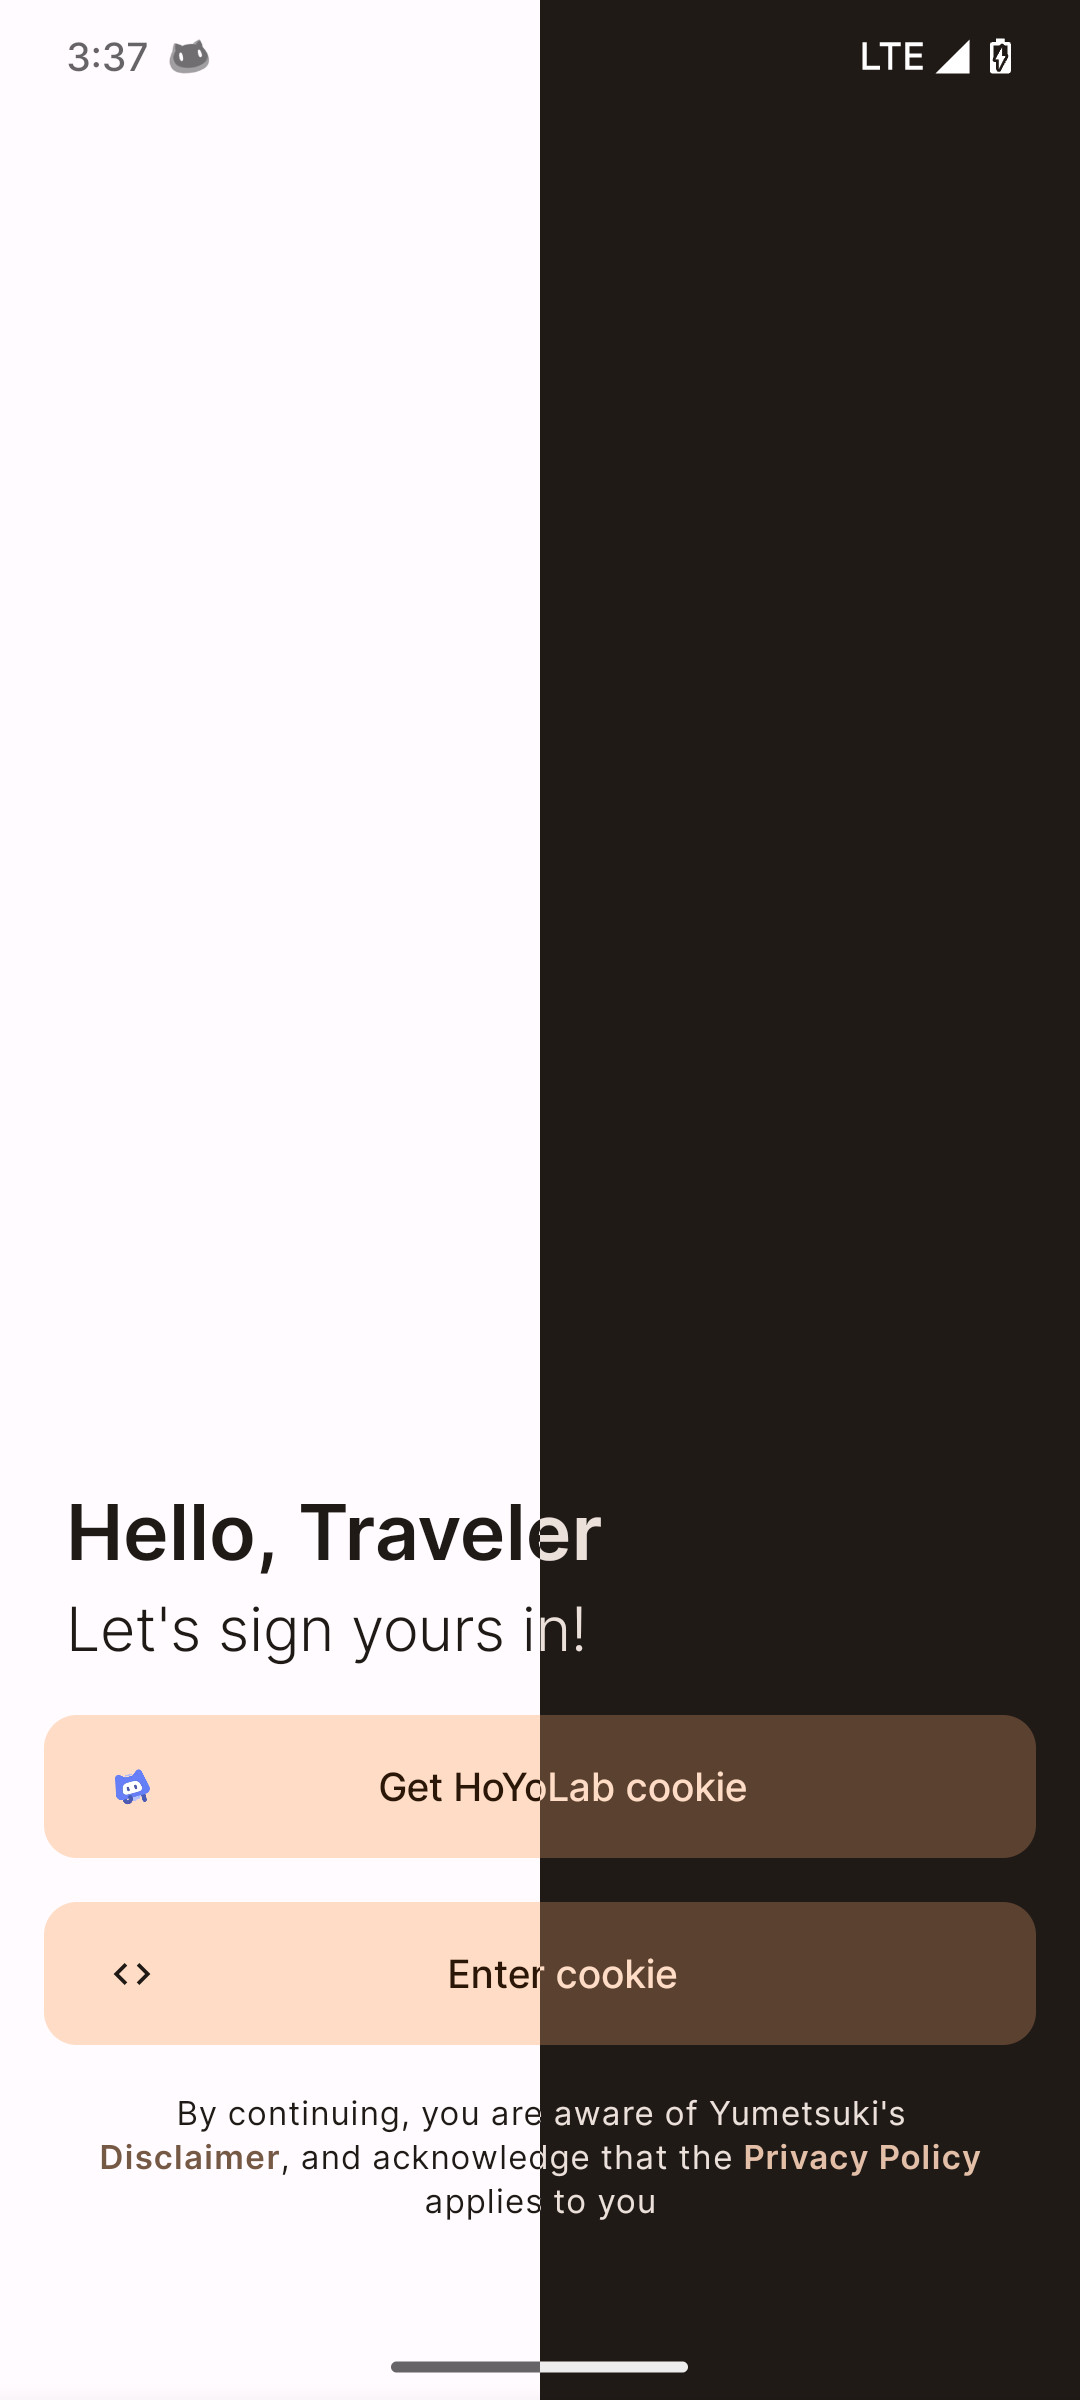 3:37 LTE
Hello, Traveler
Let's sign yours in!
Get HoYoLab cookie
Enter cookie
By continuing, you are aware of Yumetsuki's
Disclaimer, and acknowledge that the Privacy Policy
applies to you